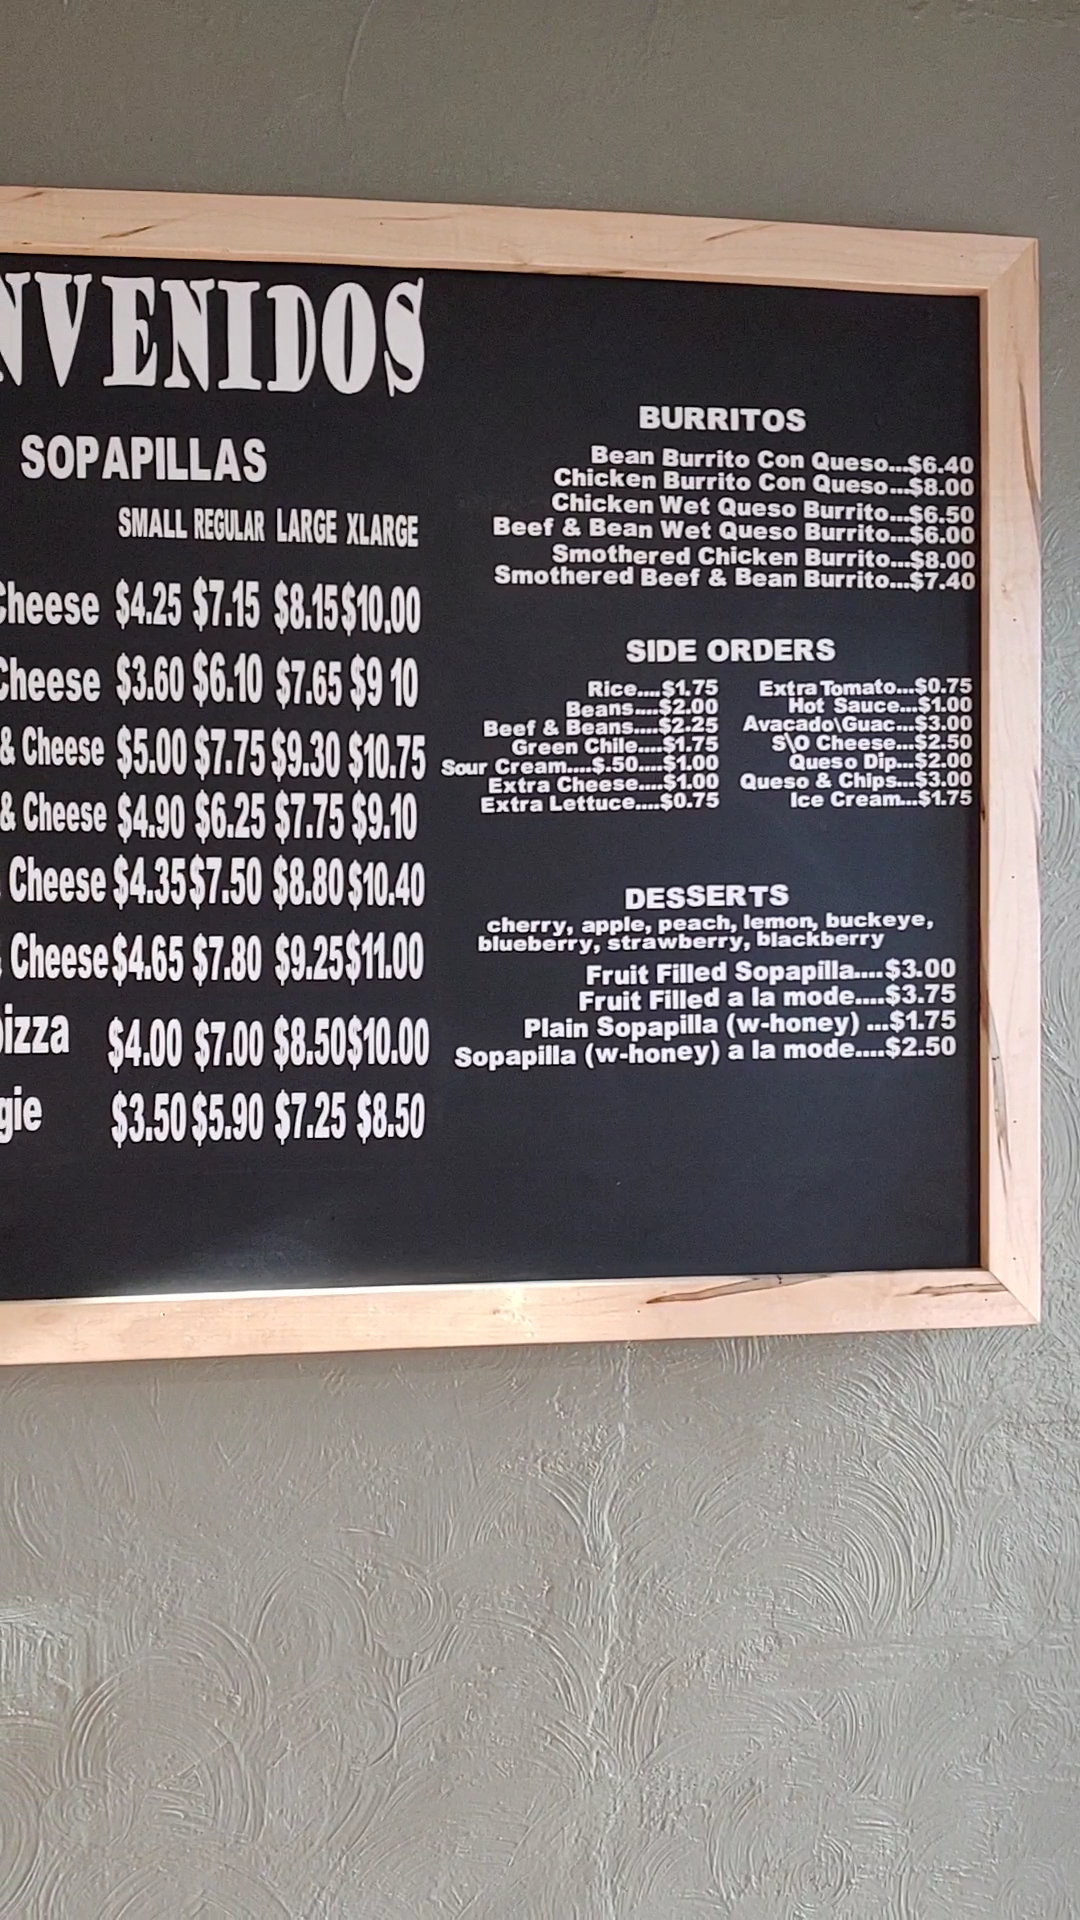 NVENIDOS
SOPAPILLAS
SMALL REGULAR LARGE XLARGE
Cheese $4.25 $7.15 $8.15 $10.00
Cheese $3.60 $6.10 $7.65 $9 10
& Cheese $5.00 $7.75 $9.30 $10.75
& Cheese $4.90 $6.25 $7.75 $9.10
Cheese $4.35 $7.50 $8.80 $10.40
Cheese $4.65 $7.80 $9.25 $11.00
pizza $4.00 $7.00 $8.50 $10.00
gie $3.50 $5.90 $7.25 $8.50
BURRITOS
Bean Burrito Con Queso...$6.40
Chicken Burrito Con Queso...$8.00
Chicken Wet Queso Burrito...$6.50
Beef & Bean Wet Queso Burrito...$6.00
Smothered Chicken Burrito...$8.00
Smothered Beef & Bean Burrito...$7.40
SIDE ORDERS
Rice....$1.75
Beans....$2.00
Beef & Beans....$2.25
Green Chile....$1.75
Sour Cream....$.50....$1.00
Extra Cheese....$1.00
Extra Lettuce....$0.75
Extra Tomato...$0.75
Hot Sauce...$1.00
Avacado\Guac...$3.00
S\O Cheese...$2.50
Queso Dip...$2.00
Queso & Chips...$3.00
Ice Cream...$1.75
DESSERTS
cherry, apple, peach, lemon, buckeye,
blueberry, strawberry, blackberry
Fruit Filled Sopapilla....$3.00
Fruit Filled a la mode....$3.75
Plain Sopapilla (w-honey) ...$1.75
Sopapilla (w-honey) a la mode....$2.50